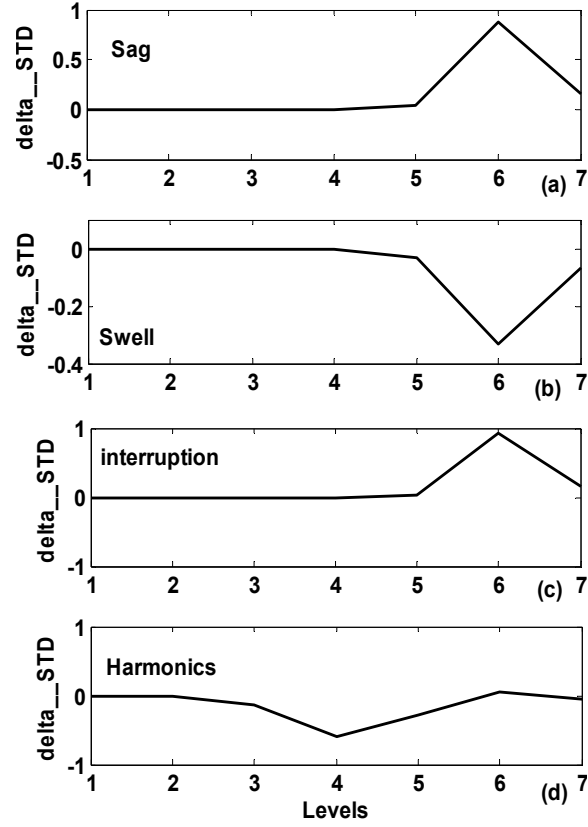 1
Sag
0.5
0
-0.5
delta__STD
1 2 3 4 5 6 7
(a)
0
-0.2
-0.4
delta__STD
Swell
1 2 3 4 5 6 7
(b)
1
interruption
0
-1
delta__STD
1 2 3 4 5 6 7
(c)
1
Harmonics
0
-1
delta__STD
1 2 3 4 5 6 7
Levels
(d)